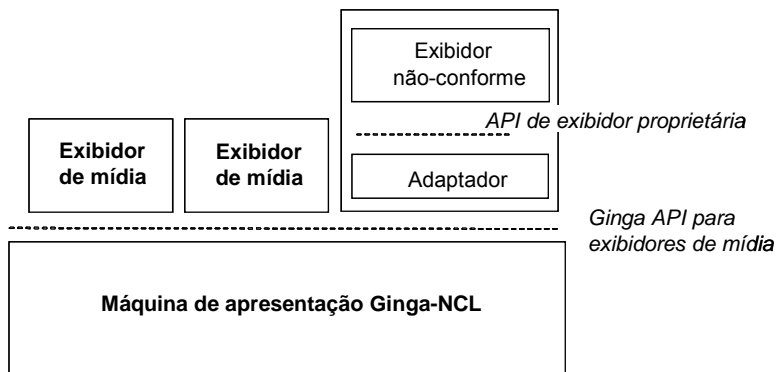 Exibidor
não-conforme
API de exibidor proprietária
Exibidor
de mídia
Exibidor
de mídia
Adaptador
Ginga API para
exibidores de mídia
Máquina de apresentação Ginga-NCL